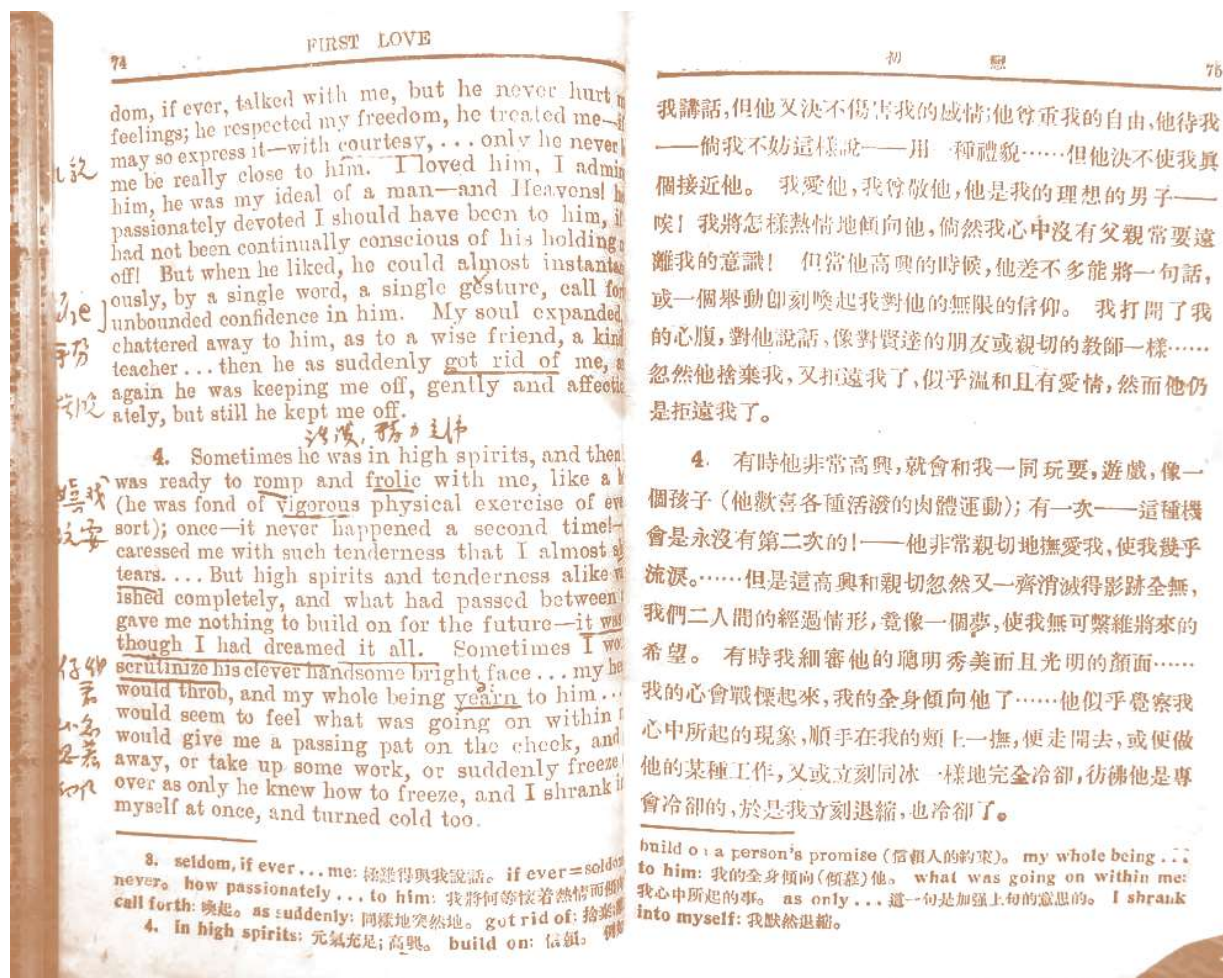 74
FIRST LOVE
dom, if ever, talked with me, but he never hurt
feelings; he respected my freedom, he treated me—
may so express it—with courtesy, ... only he never
me be really close to him. I loved him, I
him, he was my ideal of a man—and Heavens!
passionately devoted I should have been to him,
had not been continually conscious of his holding
off! But when he liked, he could almost
ously, by a single word, a single gesture, call
unbounded confidence in him. My soul expanded,
chattered away to him, as to a wise friend, a kind
teacher... then he as suddenly got rid of me,
again he was keeping me off, gently and
ately, but still he kept me off.
4. Sometimes he was in high spirits, and then
was ready to romp and frolic with me, like a
(he was fond of vigorous physical exercise of
sort); once—it never happened a second time!—
caressed me with such tenderness that I almost
tears. ... But high spirits and tenderness alike
ished completely, and what had passed between
gave me nothing to build on for the future—it was
though I had dreamed it all. Sometimes I
scrutinize his clever handsome bright face ... my
would throb, and my whole being yearn to him ...
would seem to feel what was going on within
would give me a passing pat on the cheek, and
away, or take up some work, or suddenly freeze
over as only he knew how to freeze, and I shrank
myself at once, and turned cold too.
3. seldom, if ever ... me: 極難得與我說話。 if ever=
never。 how passionately ... to him: 我將何等懷着熱情而
call forth: 喚起。 as suddenly: 同樣地突然地。 got rid of:
4. in high spirits: 元氣充足; 高興。 build on: 信賴。
初戀
75
我講話,但他又決不傷害我的感情;他尊重我的自由,他待我
——倘我不妨這樣說——用一種禮貌……但他決不使我眞
個接近他。 我愛他,我尊敬他,他是我的理想的男子——
唉! 我將怎樣熱情地傾向他,倘然我心中沒有父親常要遠
離我的意識! 但當他高興的時候,他差不多能將一句話,
或一個舉動卽刻喚起我對他的無限的信仰。 我打開了我
的心腹,對他說話,像對賢達的朋友或親切的教師一樣……
忽然他捨棄我,又拒遠我了、似乎溫和且有愛情,然而他仍
是拒遠我了。
4. 有時他非常高興,就會和我一同玩耍,遊戲,像一
個孩子 (他歡喜各種活潑的肉體運動); 有一次——這種機
會是永沒有第二次的!——他非常親切地撫愛我,使我幾乎
流淚。……但是這高興和親切忽然又一齊消滅得影跡全無,
我們二人間的經過情形,竟像一個夢,使我無可繫維將來的
希望。 有時我細審他的聰明秀美而且光明的顏面……
我的心會戰慄起來,我的全身傾向他了……他似乎覺察我
心中所起的現象,順手在我的頰上一撫,便走開去,或便做
他的某種工作,又或立刻同冰一樣地完全冷卻,彷彿他是專
會冷卻的,於是我立刻退縮,也冷卻了。
build on a person's promise (信賴人的約束)。 my whole being ...
to him: 我的全身傾向(傾慕)他。 what was going on within me:
我心中所起的事。 as only ... 這一句是加强上句的意思的。 I shrank
into myself: 我默然退縮。